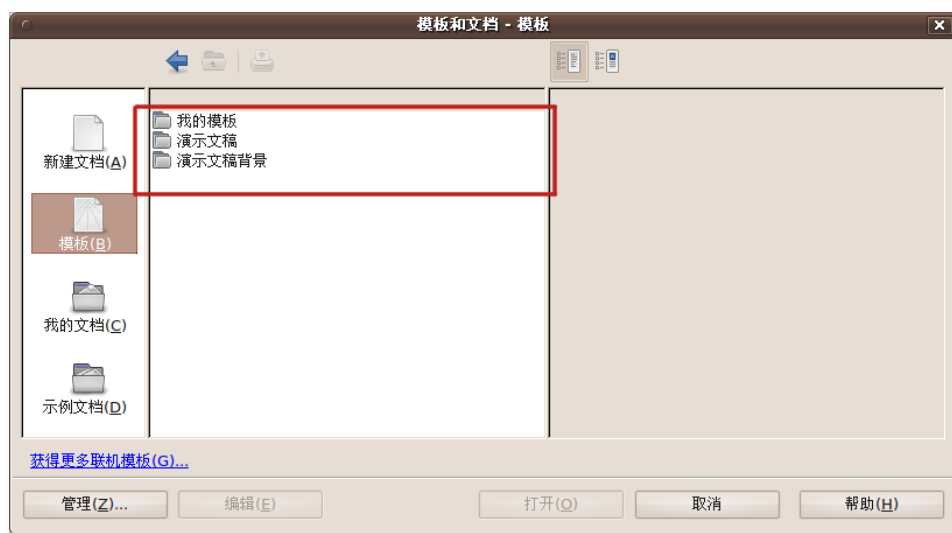 模板和文档 - 模板
新建文档(A)
模板(B)
我的文档(C)
示例文档(D)
我的模板
演示文稿
演示文稿背景
获得更多联机模板(G)...
管理(Z)...
编辑(E)
打开(O)
取消
帮助(H)